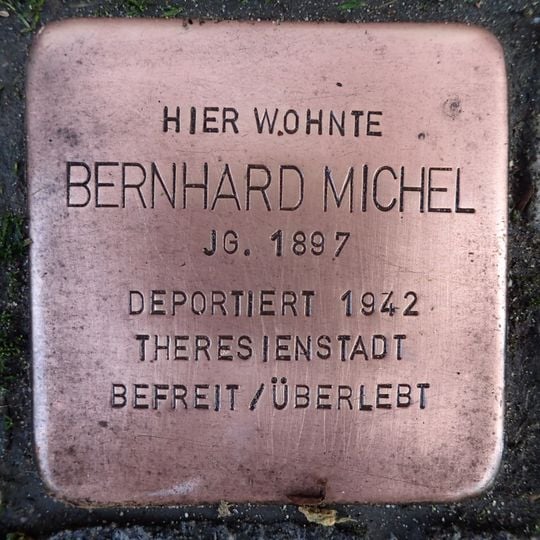 HIER WOHNTE
BERNHARD MICHEL
JG. 1897
DEPORTIERT 1942
THERESIENSTADT
BEFREIT / ÜBERLEBT